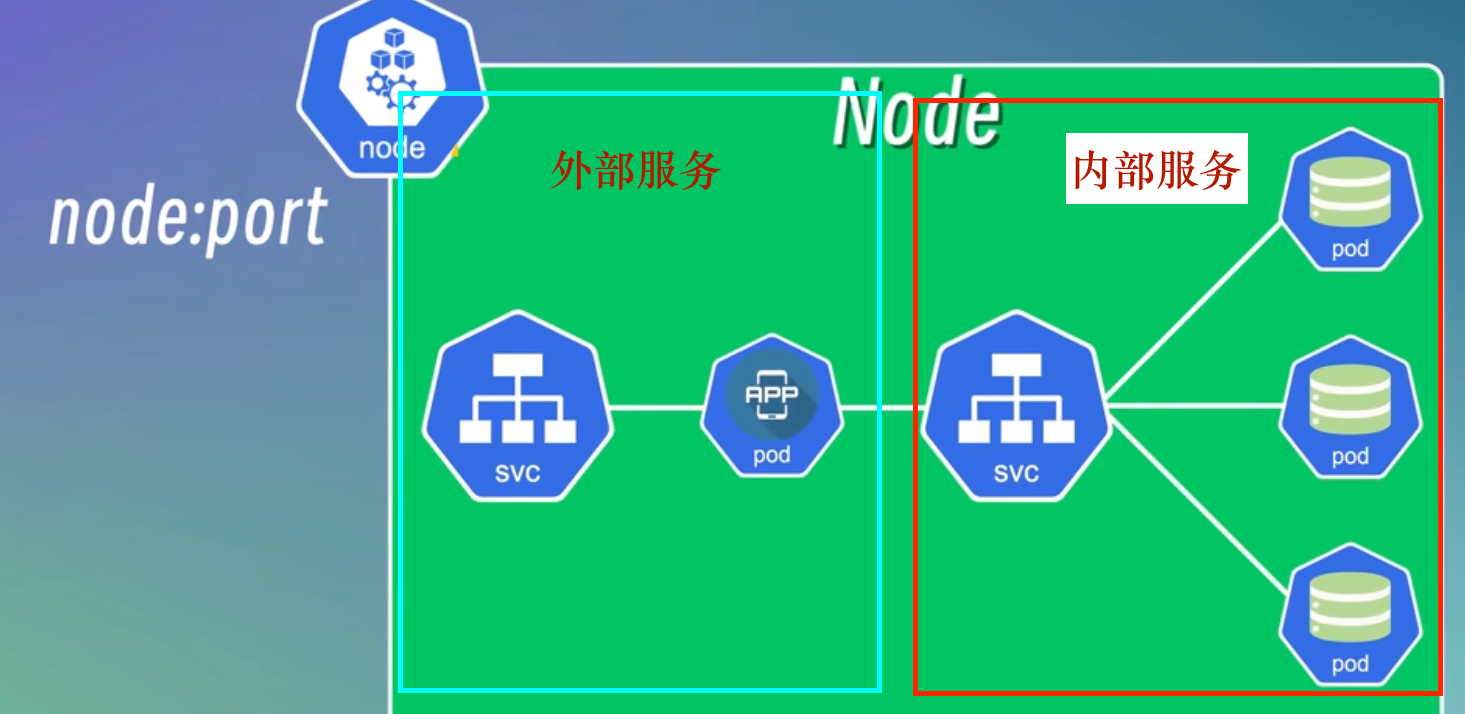 Node
node
外部服务
内部服务
node:port
pod
svc
APP
pod
svc
pod
pod